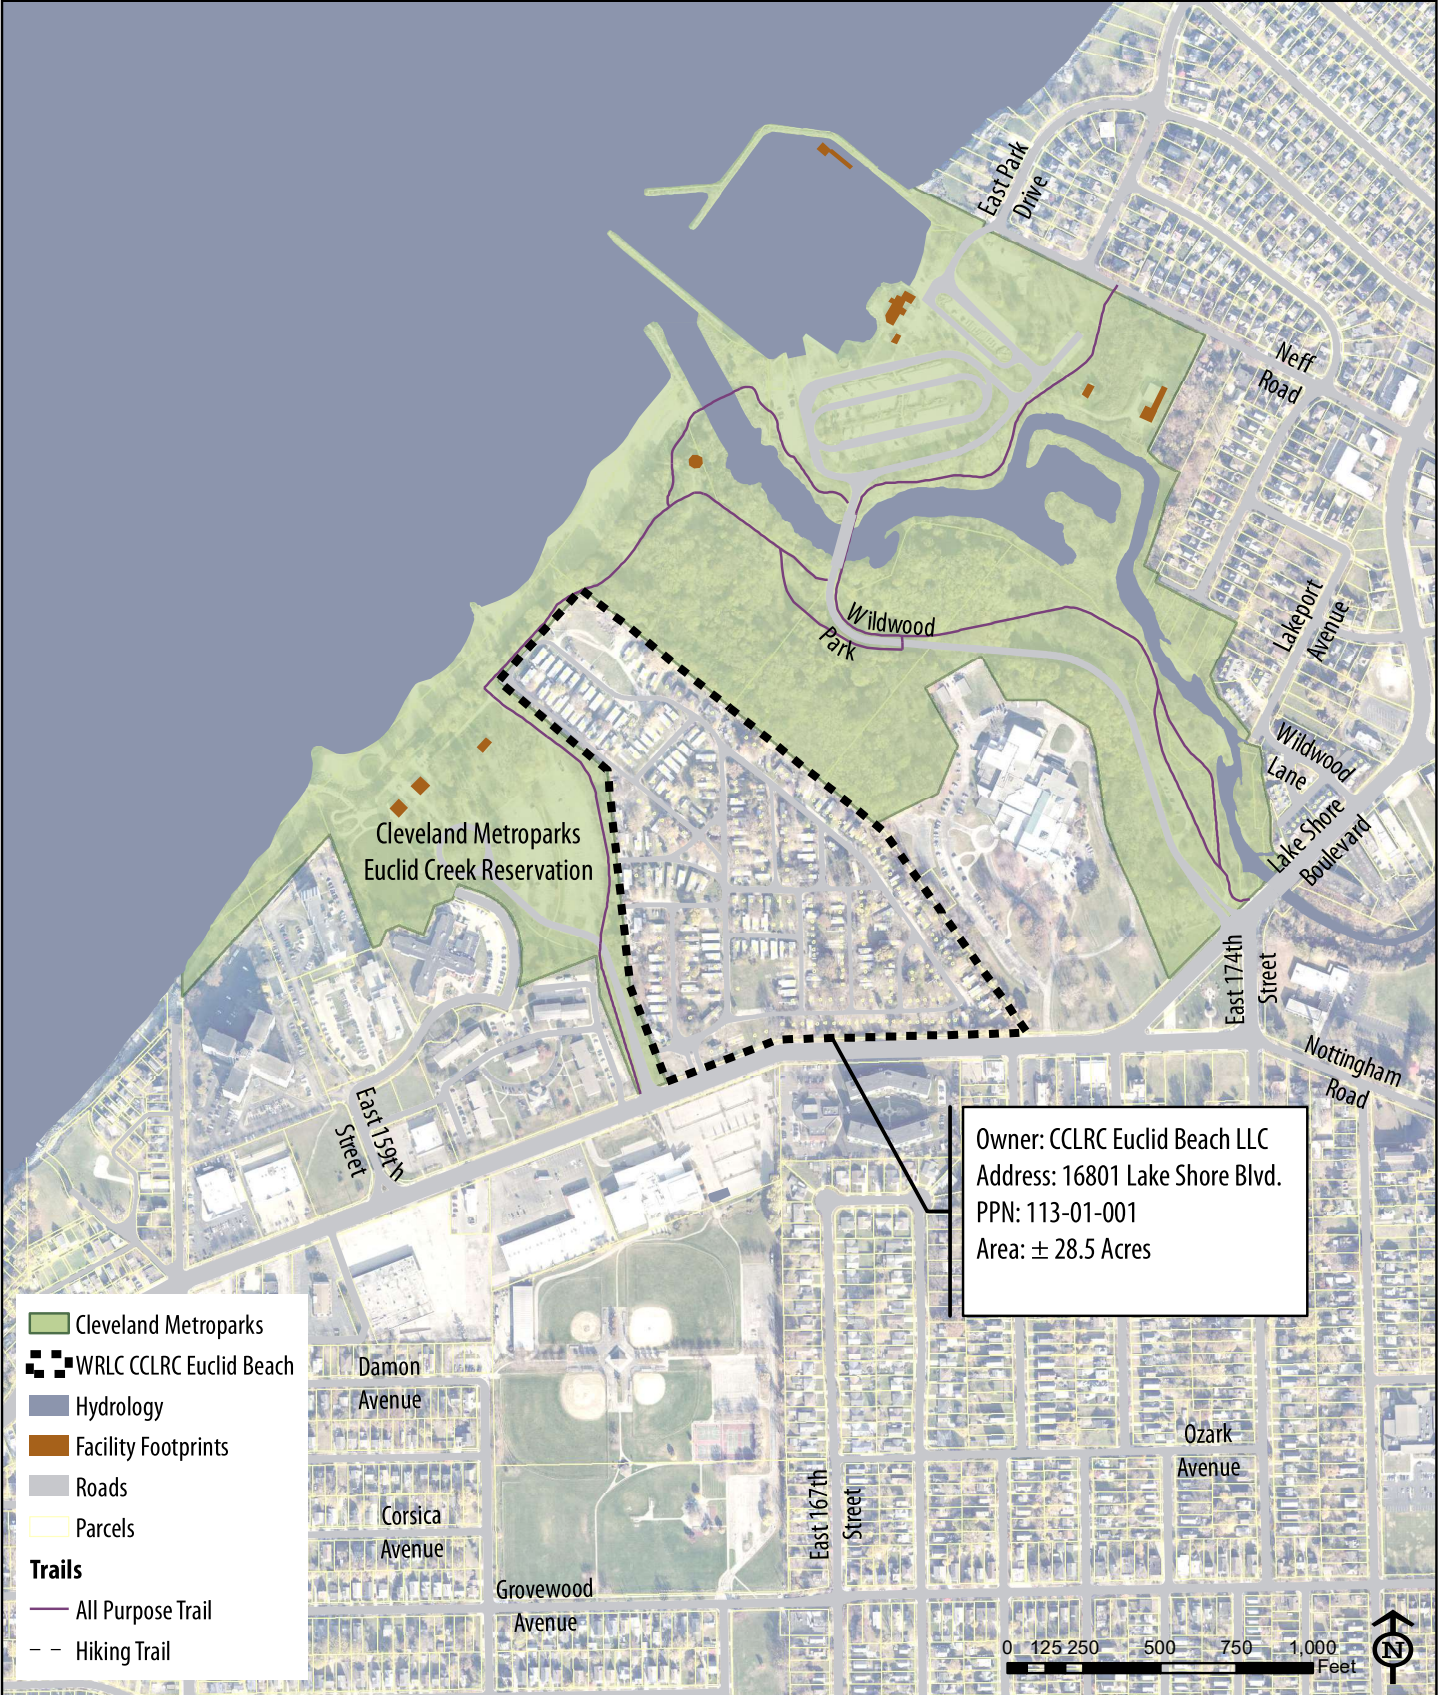 East Park
Drive
Neff
Road
Lakeport
Avenue
Wildwood
Park
Wildwood
Lane
Lake Shore
Boulevard
Cleveland Metroparks
Euclid Creek Reservation
East 174th
Street
Nottingham
Road
East 159th
Street
Owner: CCLRC Euclid Beach LLC
Address: 16801 Lake Shore Blvd.
PPN: 113-01-001
Area: ± 28.5 Acres
Cleveland Metroparks
WRLC CCLRC Euclid Beach
Hydrology
Facility Footprints
Roads
Parcels
Trails
All Purpose Trail
Hiking Trail
Damon
Avenue
Corsica
Avenue
Grovewood
Avenue
East 167th
Street
Ozark
Avenue
0 125 250 500 750 1,000
Feet
N